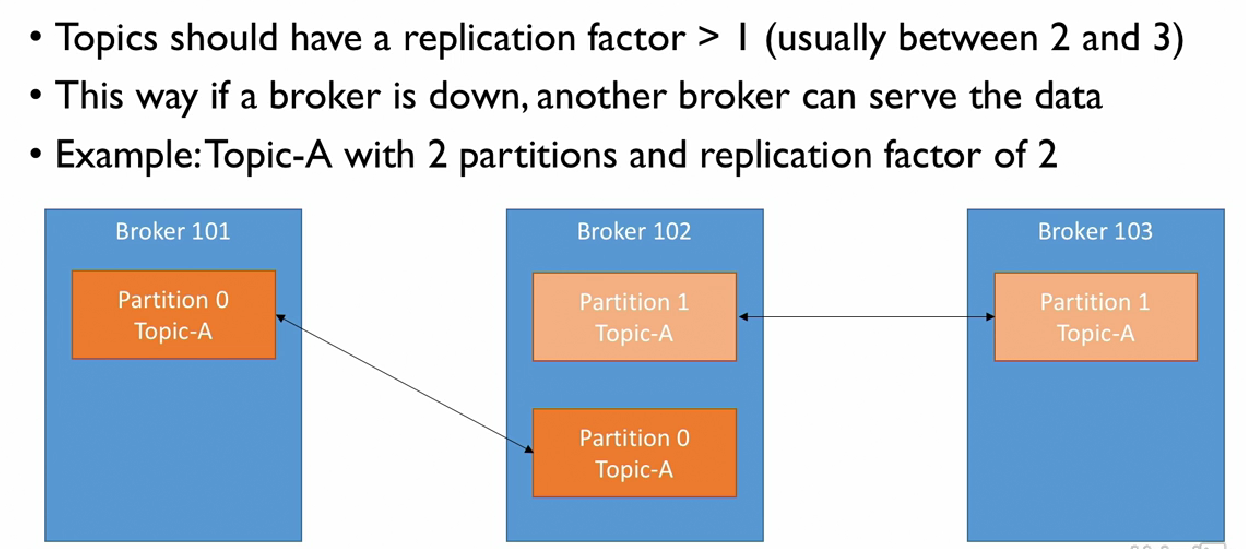 • Topics should have a replication factor > 1 (usually between 2 and 3)
• This way if a broker is down, another broker can serve the data
• Example: Topic-A with 2 partitions and replication factor of 2
Broker 101
Broker 102
Broker 103
Partition 0
Topic-A
Partition 1
Topic-A
Partition 1
Topic-A
Partition 0
Topic-A